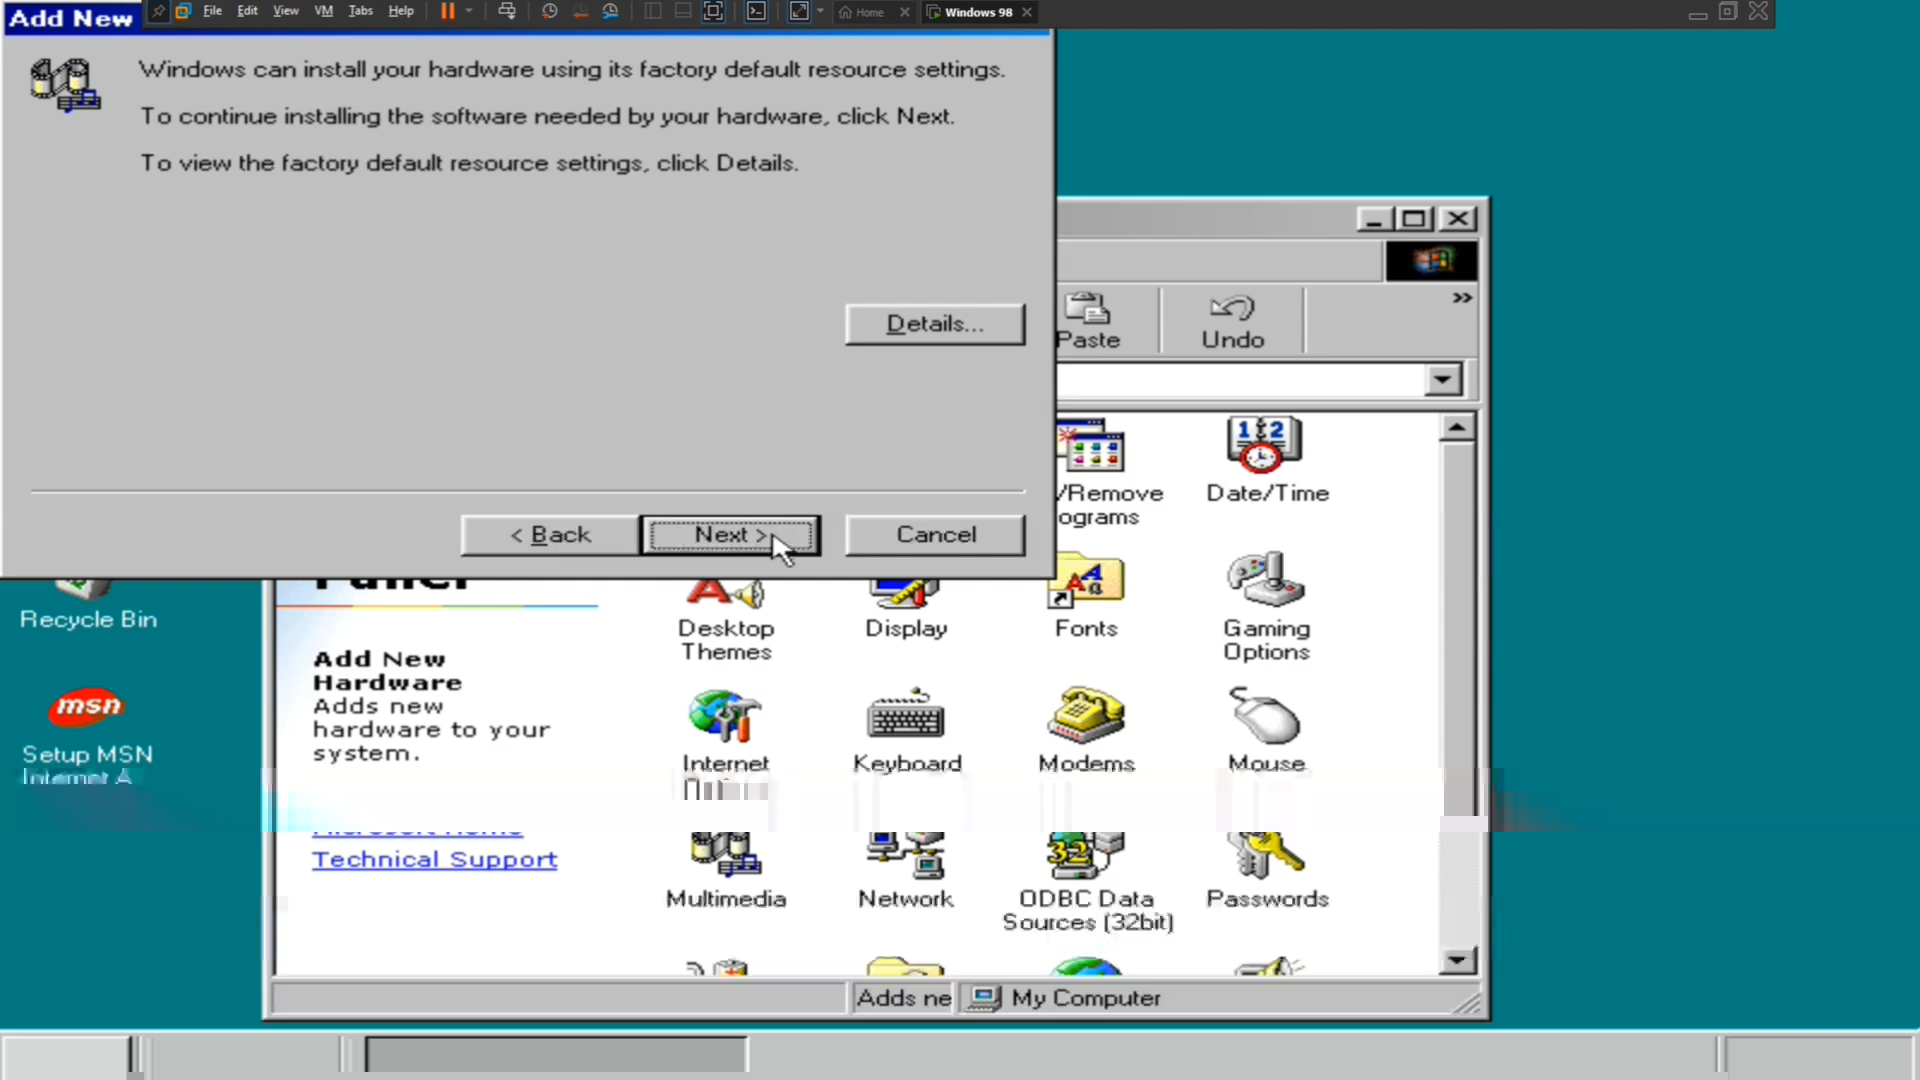 Add New
File Edit View VM Tabs Help
Home
Windows 98
Windows can install your hardware using its factory default resource settings.
To continue installing the software needed by your hardware, click Next.
To view the factory default resource settings, click Details.
Details...
< Back
Next >
Cancel
Paste
Undo
/Remove
ograms
Date/Time
Recycle Bin
Desktop
Themes
Display
Fonts
Gaming
Options
Add New
Hardware
Adds new
hardware to your
system.
msn
Setup MSN
Internet A
Internet
Keyboard
Modems
Mouse
Technical Support
Multimedia
Network
ODBC Data
Sources (32bit)
Passwords
Adds ne
My Computer